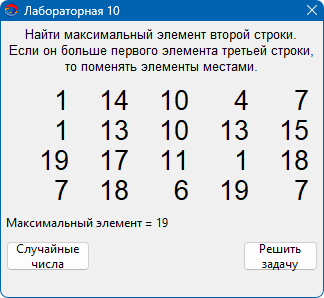 Лабораторная 10
Найти максимальный элемент второй строки.
Если он больше первого элемента третьей строки,
то поменять элементы местами.
1 14 10 4 7
1 13 10 13 15
19 17 11 1 18
7 18 6 19 7
Максимальный элемент = 19
Случайные
числа
Решить
задачу